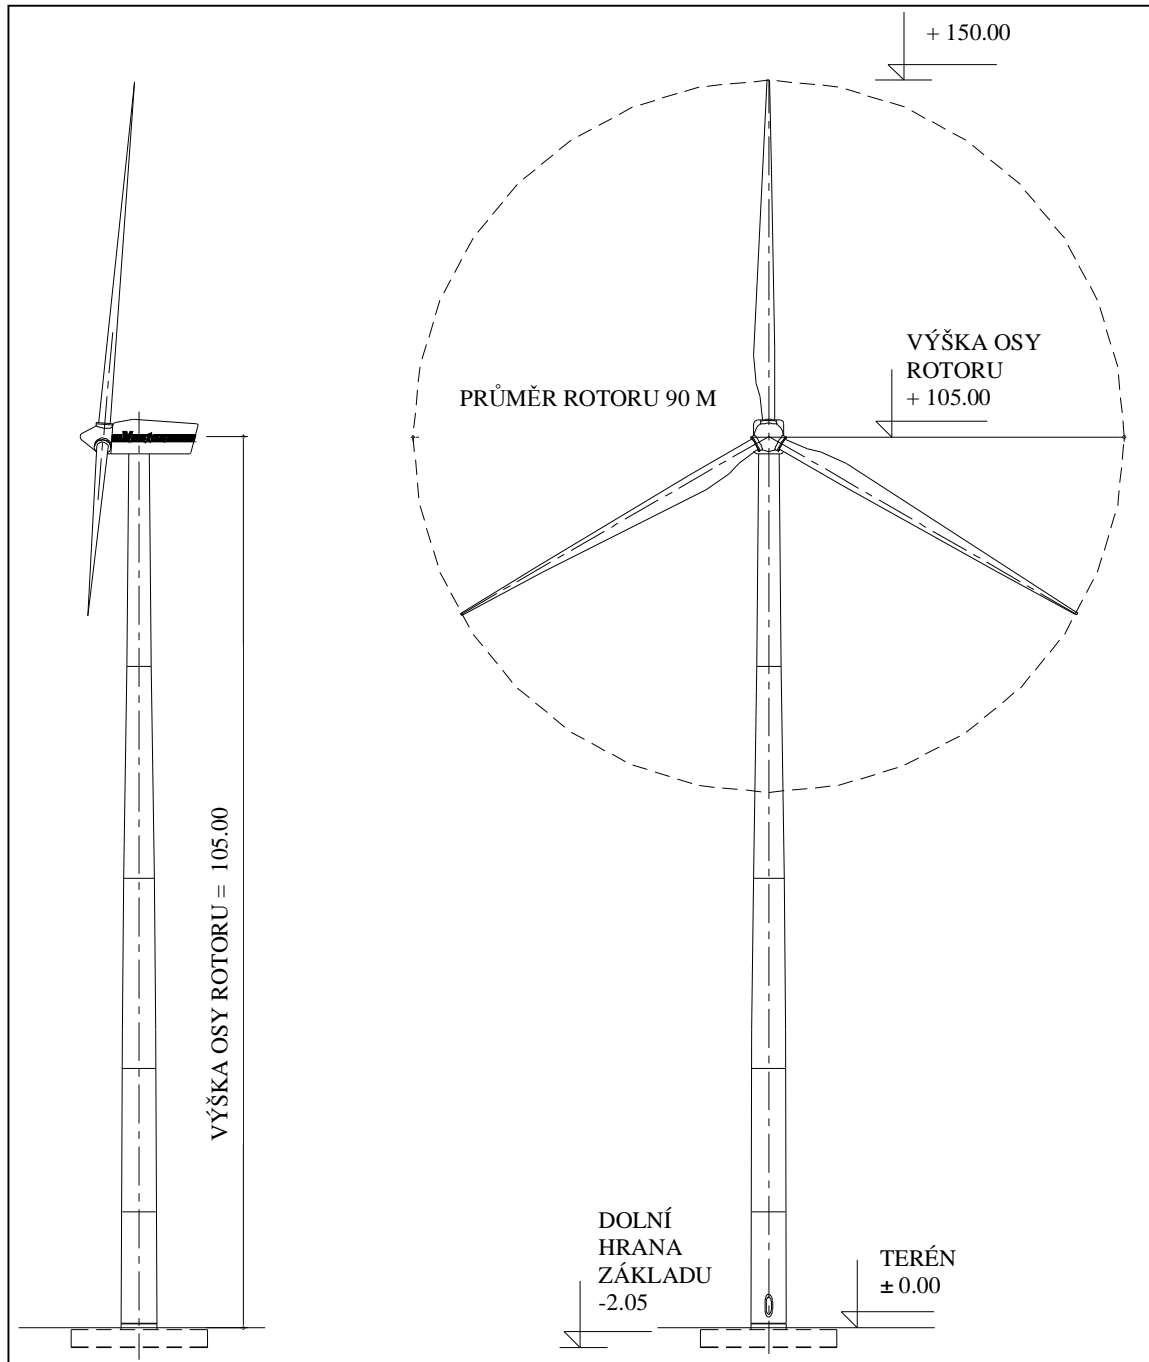 + 150.00
VÝŠKA OSY
ROTORU
+ 105.00
PRŮMĚR ROTORU 90 M
VÝŠKA OSY ROTORU = 105.00
DOLNÍ
HRANA
ZÁKLADU
-2.05
TERÉN
± 0.00